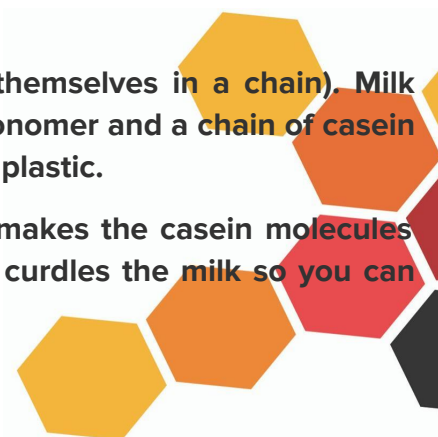 themselves in a chain). Milk
onomer and a chain of casein
plastic.
makes the casein molecules
curdles the milk so you can